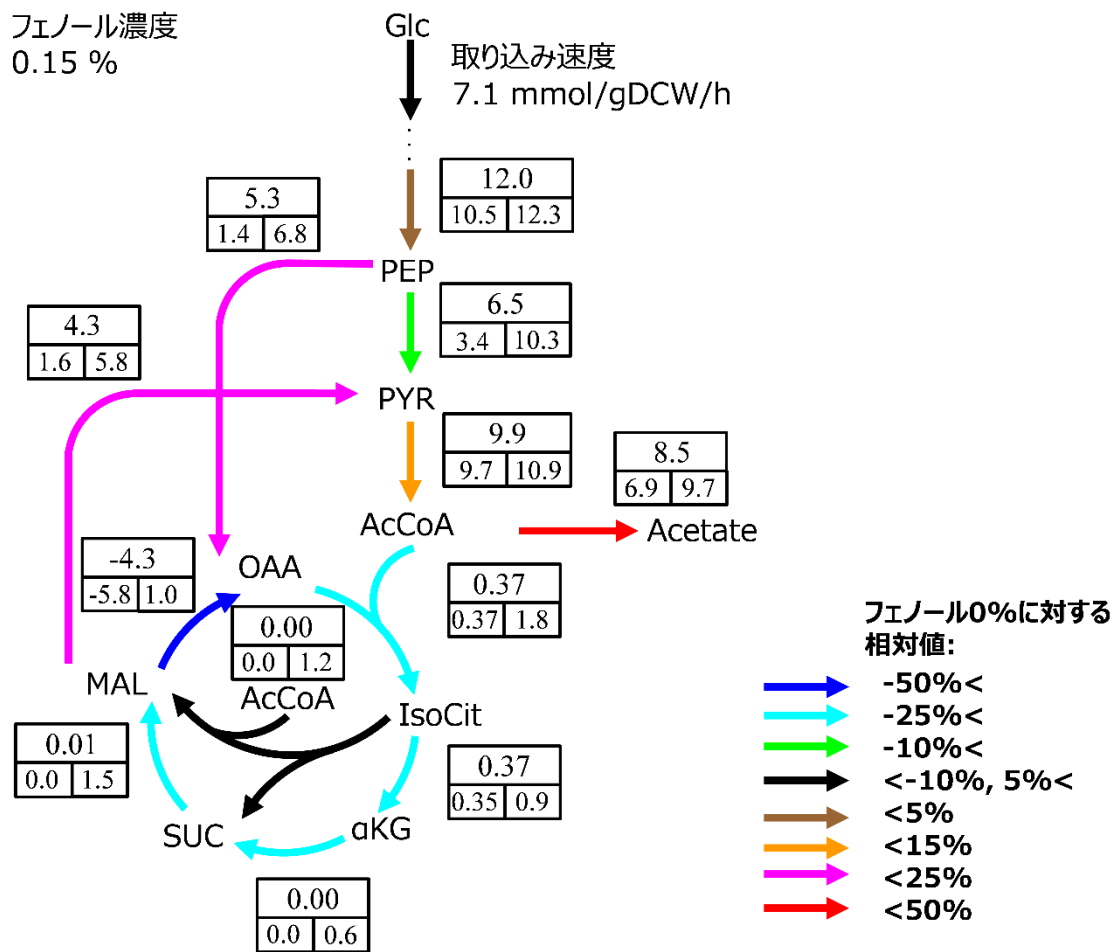 フェノール濃度
0.15 %
Glc
取り込み速度
7.1 mmol/gDCW/h
12.0
10.5 12.3
5.3
1.4 6.8
PEP
6.5
3.4 10.3
4.3
1.6 5.8
PYR
9.9
9.7 10.9
8.5
6.9 9.7
AcCoA
Acetate
-4.3
-5.8 1.0
OAA
0.37
0.37 1.8
0.00
0.0 1.2
AcCoA
MAL
IsoCit
0.01
0.0 1.5
0.37
0.35 0.9
SUC
αKG
0.00
0.0 0.6
フェノール0%に対する
相対値:
-50%<
-25%<
-10%<
<-10%, 5%<
<5%
<15%
<25%
<50%